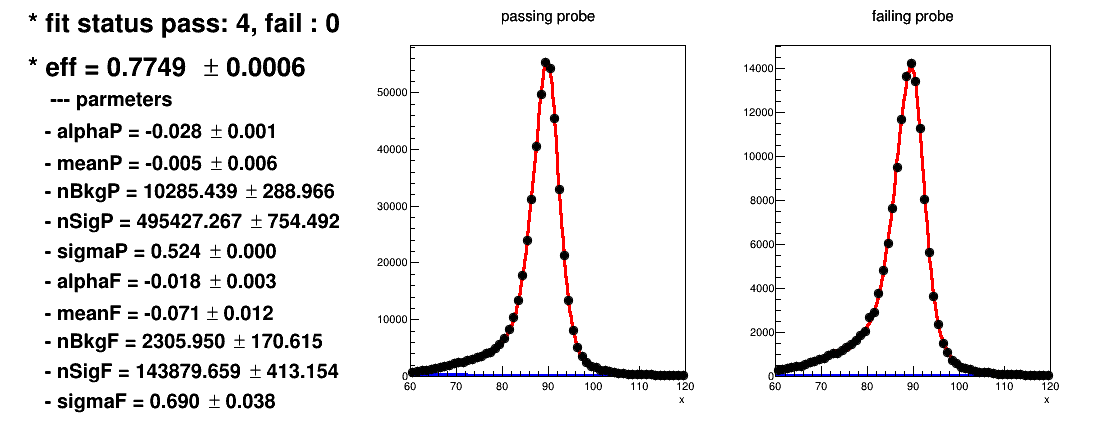 * fit status pass: 4, fail : 0
* eff = 0.7749 ± 0.0006
--- parmeters
- alphaP = -0.028 ± 0.001
- meanP = -0.005 ± 0.006
- nBkgP = 10285.439 ± 288.966
- nSigP = 495427.267 ± 754.492
- sigmaP = 0.524 ± 0.000
- alphaF = -0.018 ± 0.003
- meanF = -0.071 ± 0.012
- nBkgF = 2305.950 ± 170.615
- nSigF = 143879.659 ± 413.154
- sigmaF = 0.690 ± 0.038
passing probe
50000
40000
30000
20000
10000
0
60 70 80 90 100 110 120
x
failing probe
14000
12000
10000
8000
6000
4000
2000
0
60 70 80 90 100 110 120
x